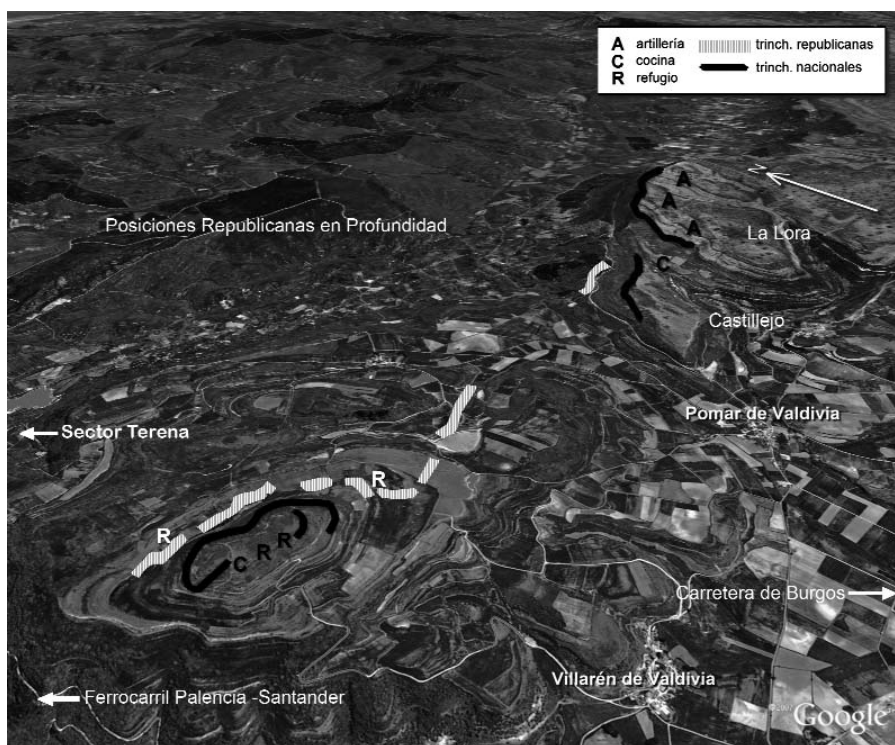 A artillería
C cocina
R refugio
trinch. republicanas
trinch. nacionales
N
A
A
A
Posiciones Republicanas en Profundidad
La Lora
C
Castillejo
Pomar de Valdivia
Sector Terena
R
R
C R R
Carretera de Burgos
Villarén de Valdivia
Ferrocarril Palencia -Santander
Google